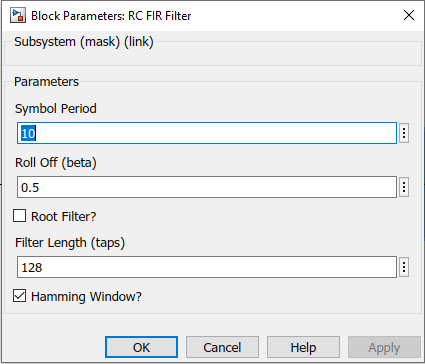 Block Parameters: RC FIR Filter
Subsystem (mask) (link)
Parameters
Symbol Period
10
Roll Off (beta)
0.5
Root Filter?
Filter Length (taps)
128
Hamming Window?
OK Cancel Help Apply